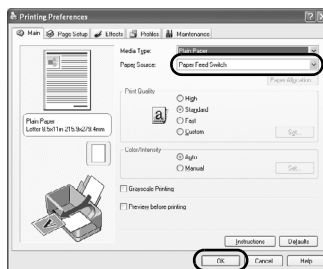 Printing Preferences
Main Page Setup Effects Profiles Maintenance
Media Type: Plain Paper
Paper Source: Paper Feed Switch
Paper Allocation
Print Quality
High
Standard
Fast
Custom
Set...
Plain Paper
Letter 8.5x11in 215.9x279.4mm
Color/Intensity
Auto
Manual
Set...
Grayscale Printing
Preview before printing
Instructions Defaults
OK Cancel Help